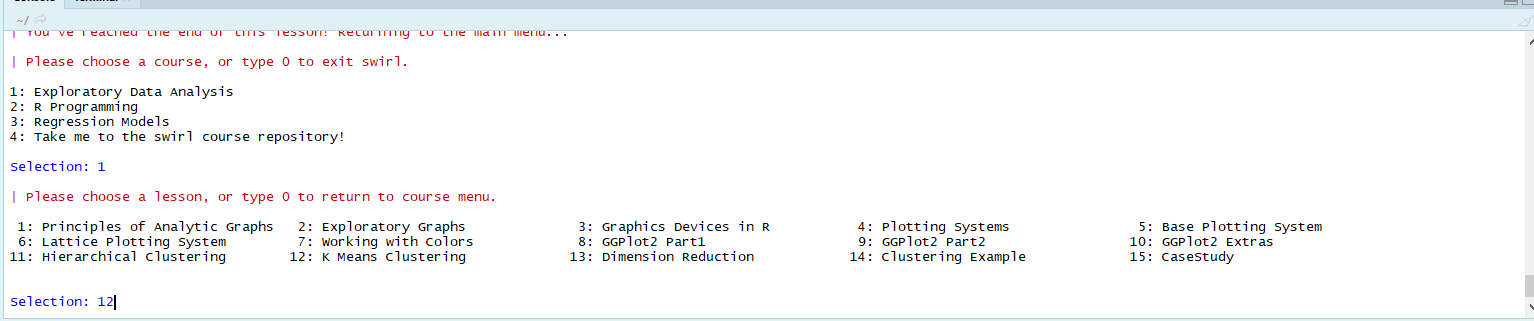 Console Terminal
~/
| You've reached the end of this lesson! Returning to the main menu...
| Please choose a course, or type 0 to exit swirl.
1: Exploratory Data Analysis
2: R Programming
3: Regression Models
4: Take me to the swirl course repository!
Selection: 1
| Please choose a lesson, or type 0 to return to course menu.
1: Principles of Analytic Graphs 2: Exploratory Graphs 3: Graphics Devices in R 4: Plotting Systems 5: Base Plotting System
6: Lattice Plotting System 7: Working with Colors 8: GGPlot2 Part1 9: GGPlot2 Part2 10: GGPlot2 Extras
11: Hierarchical Clustering 12: K Means Clustering 13: Dimension Reduction 14: Clustering Example 15: CaseStudy
Selection: 12